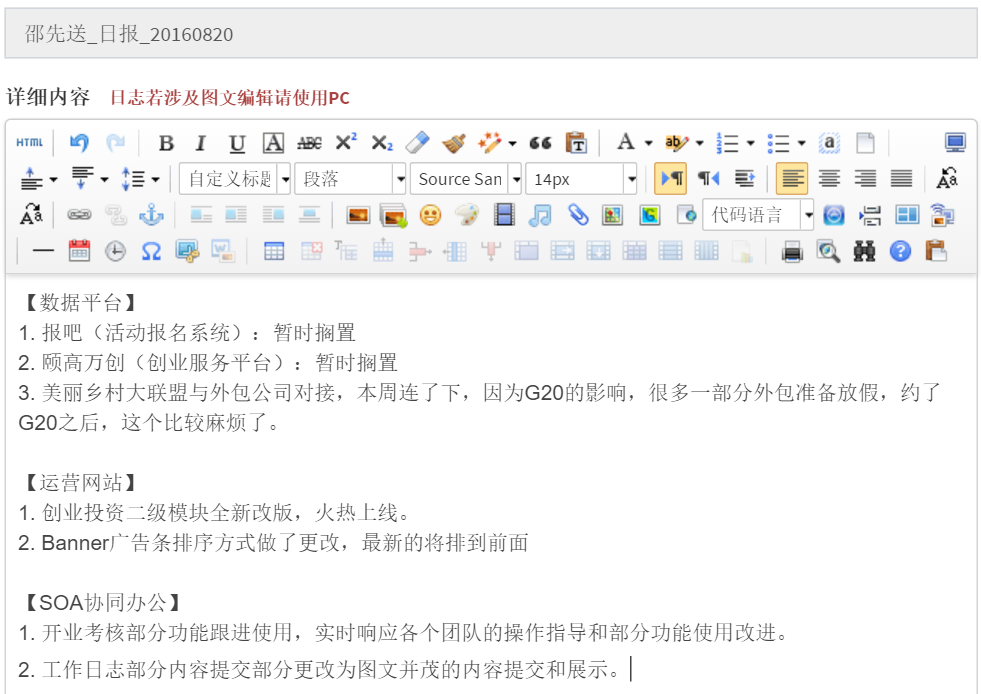 邵先送_日报_20160820
详细内容 日志若涉及图文编辑请使用PC
HTML B I U A ABC X² X₂ T A ab a
自定义标题 段落 Source San 14px Aa
Aa 代码语言
Ω W T ?
【数据平台】
1. 报吧（活动报名系统）：暂时搁置
2. 颐高万创（创业服务平台）：暂时搁置
3. 美丽乡村大联盟与外包公司对接，本周连了下，因为G20的影响，很多一部分外包准备放假，约了
G20之后，这个比较麻烦了。
【运营网站】
1. 创业投资二级模块全新改版，火热上线。
2. Banner广告条排序方式做了更改，最新的将排到前面
【SOA协同办公】
1. 开业考核部分功能跟进使用，实时响应各个团队的操作指导和部分功能使用改进。
2. 工作日志部分内容提交部分更改为图文并茂的内容提交和展示。